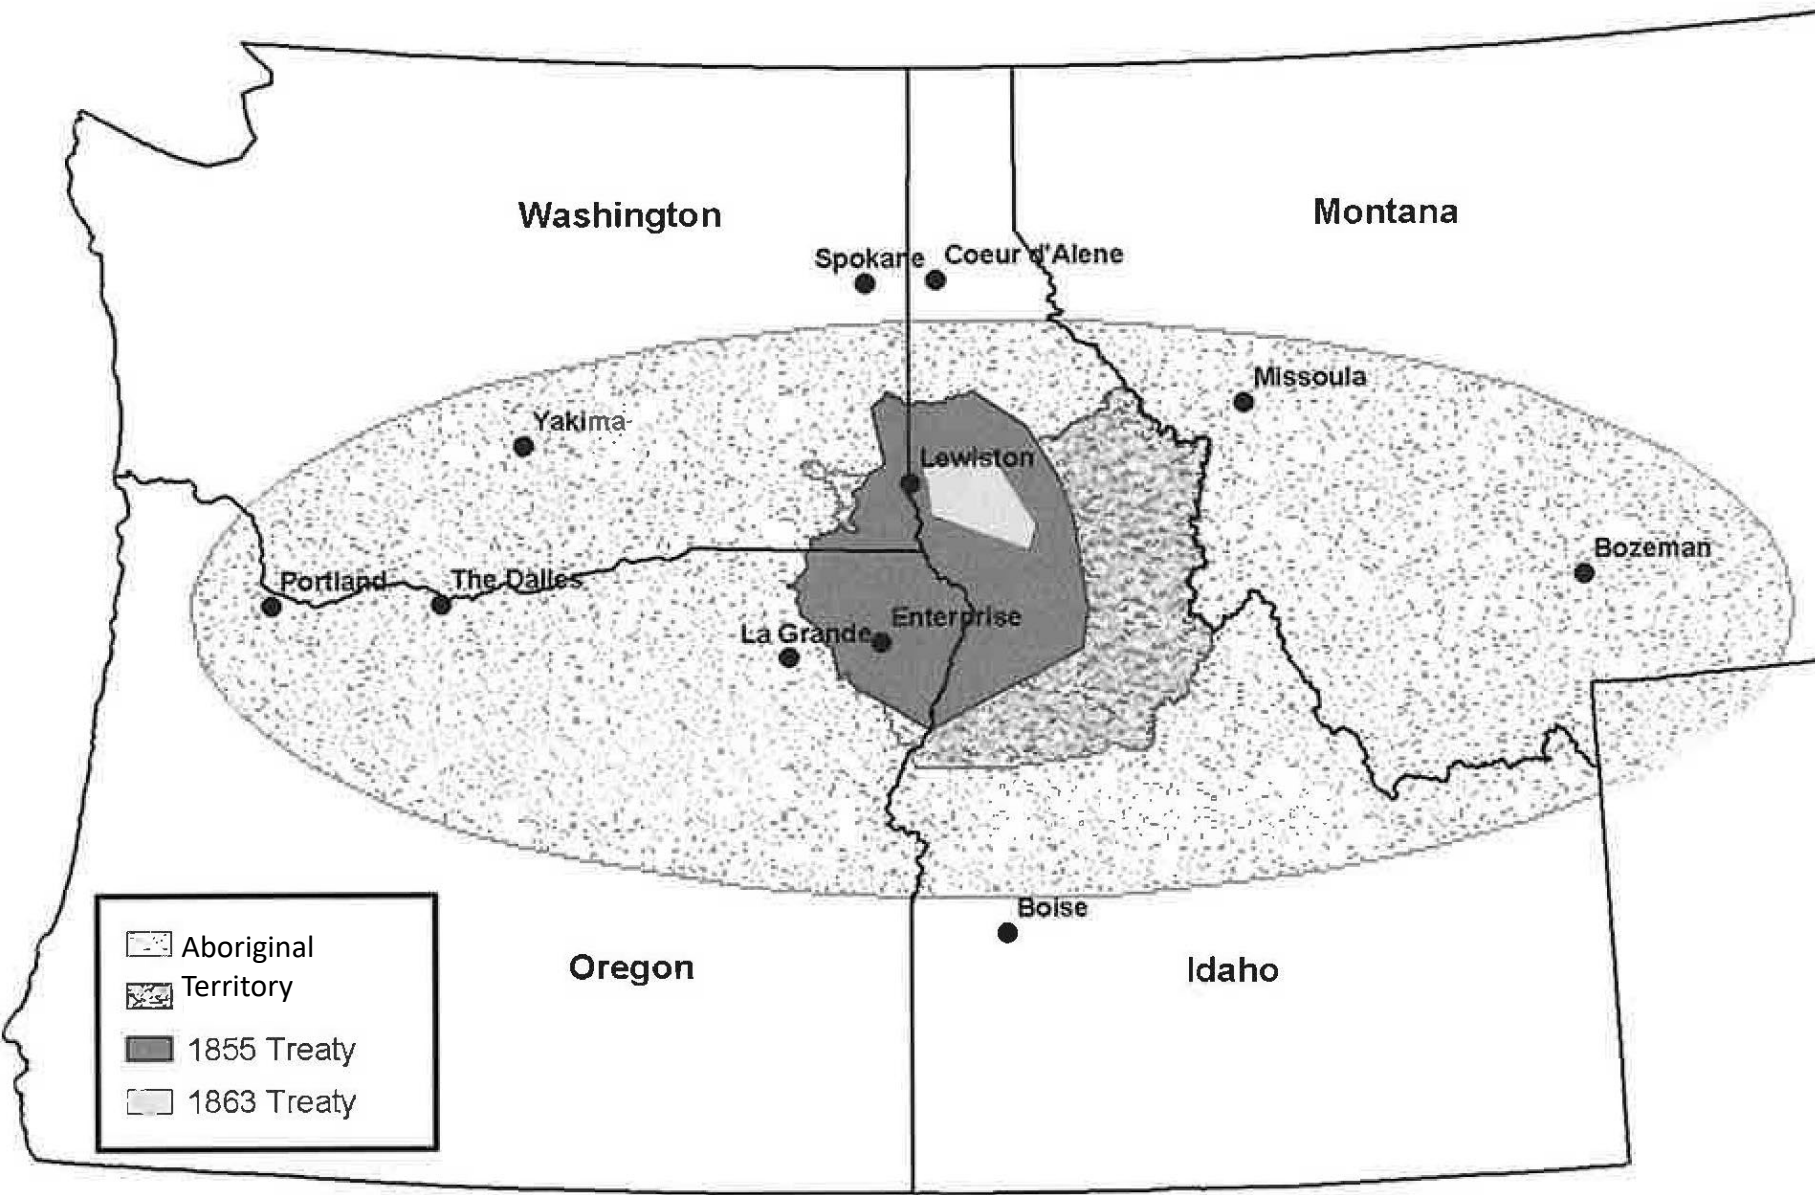 Washington
Montana
Spokane
Coeur d'Alene
Missoula
Yakima
Lewiston
Bozeman
Portland
The Dalles
Enterprise
La Grande
Boise
Oregon
Idaho
Aboriginal
Territory
1855 Treaty
1863 Treaty